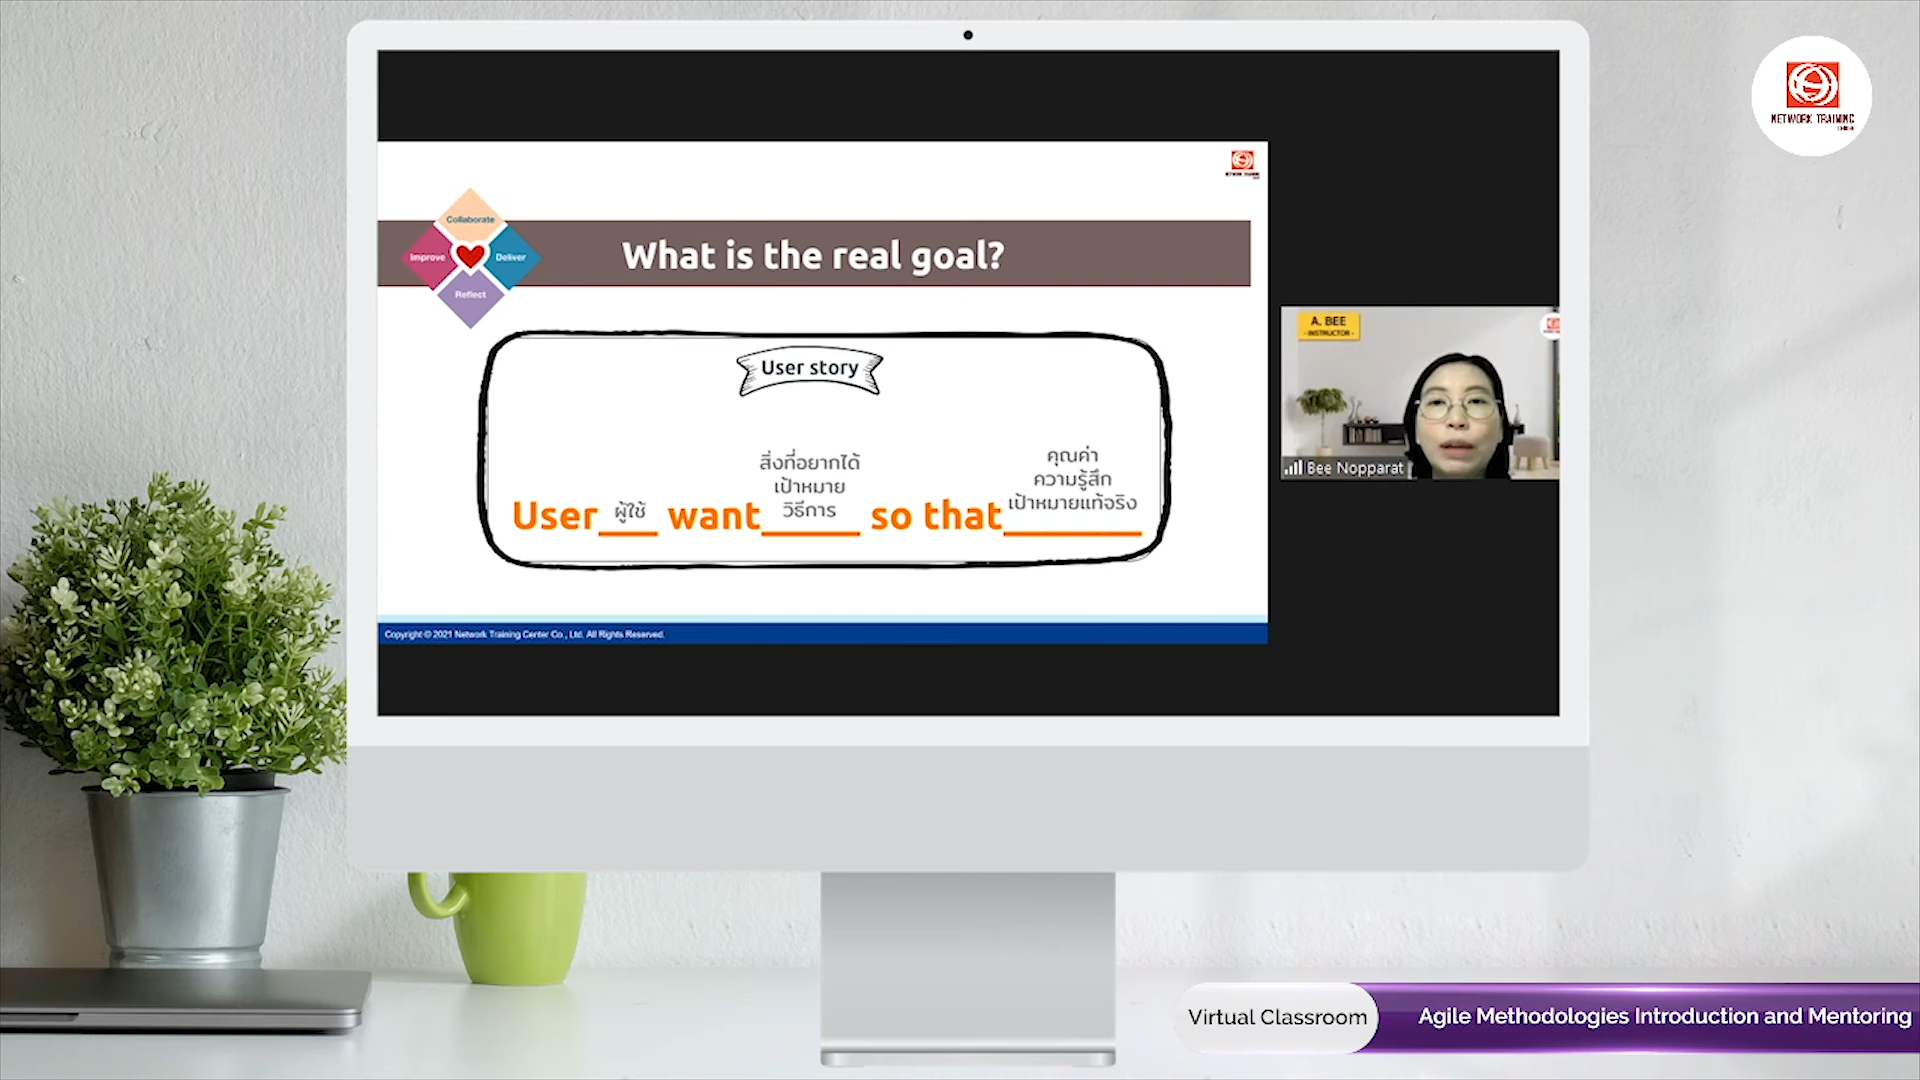 NETWORK TRAINING
CENTER
Collaborate
Improve
Deliver
Reflect
What is the real goal?
User story
สิ่งที่อยากได้
เป้าหมาย
วิธีการ
คุณค่า
ความรู้สึก
เป้าหมายแท้จริง
User ผู้ใช้ want so that
Copyright © 2021 Network Training Center Co., Ltd. All Rights Reserved.
A. BEE
- INSTRUCTOR -
Bee Nopparat
Virtual Classroom
Agile Methodologies Introduction and Mentoring